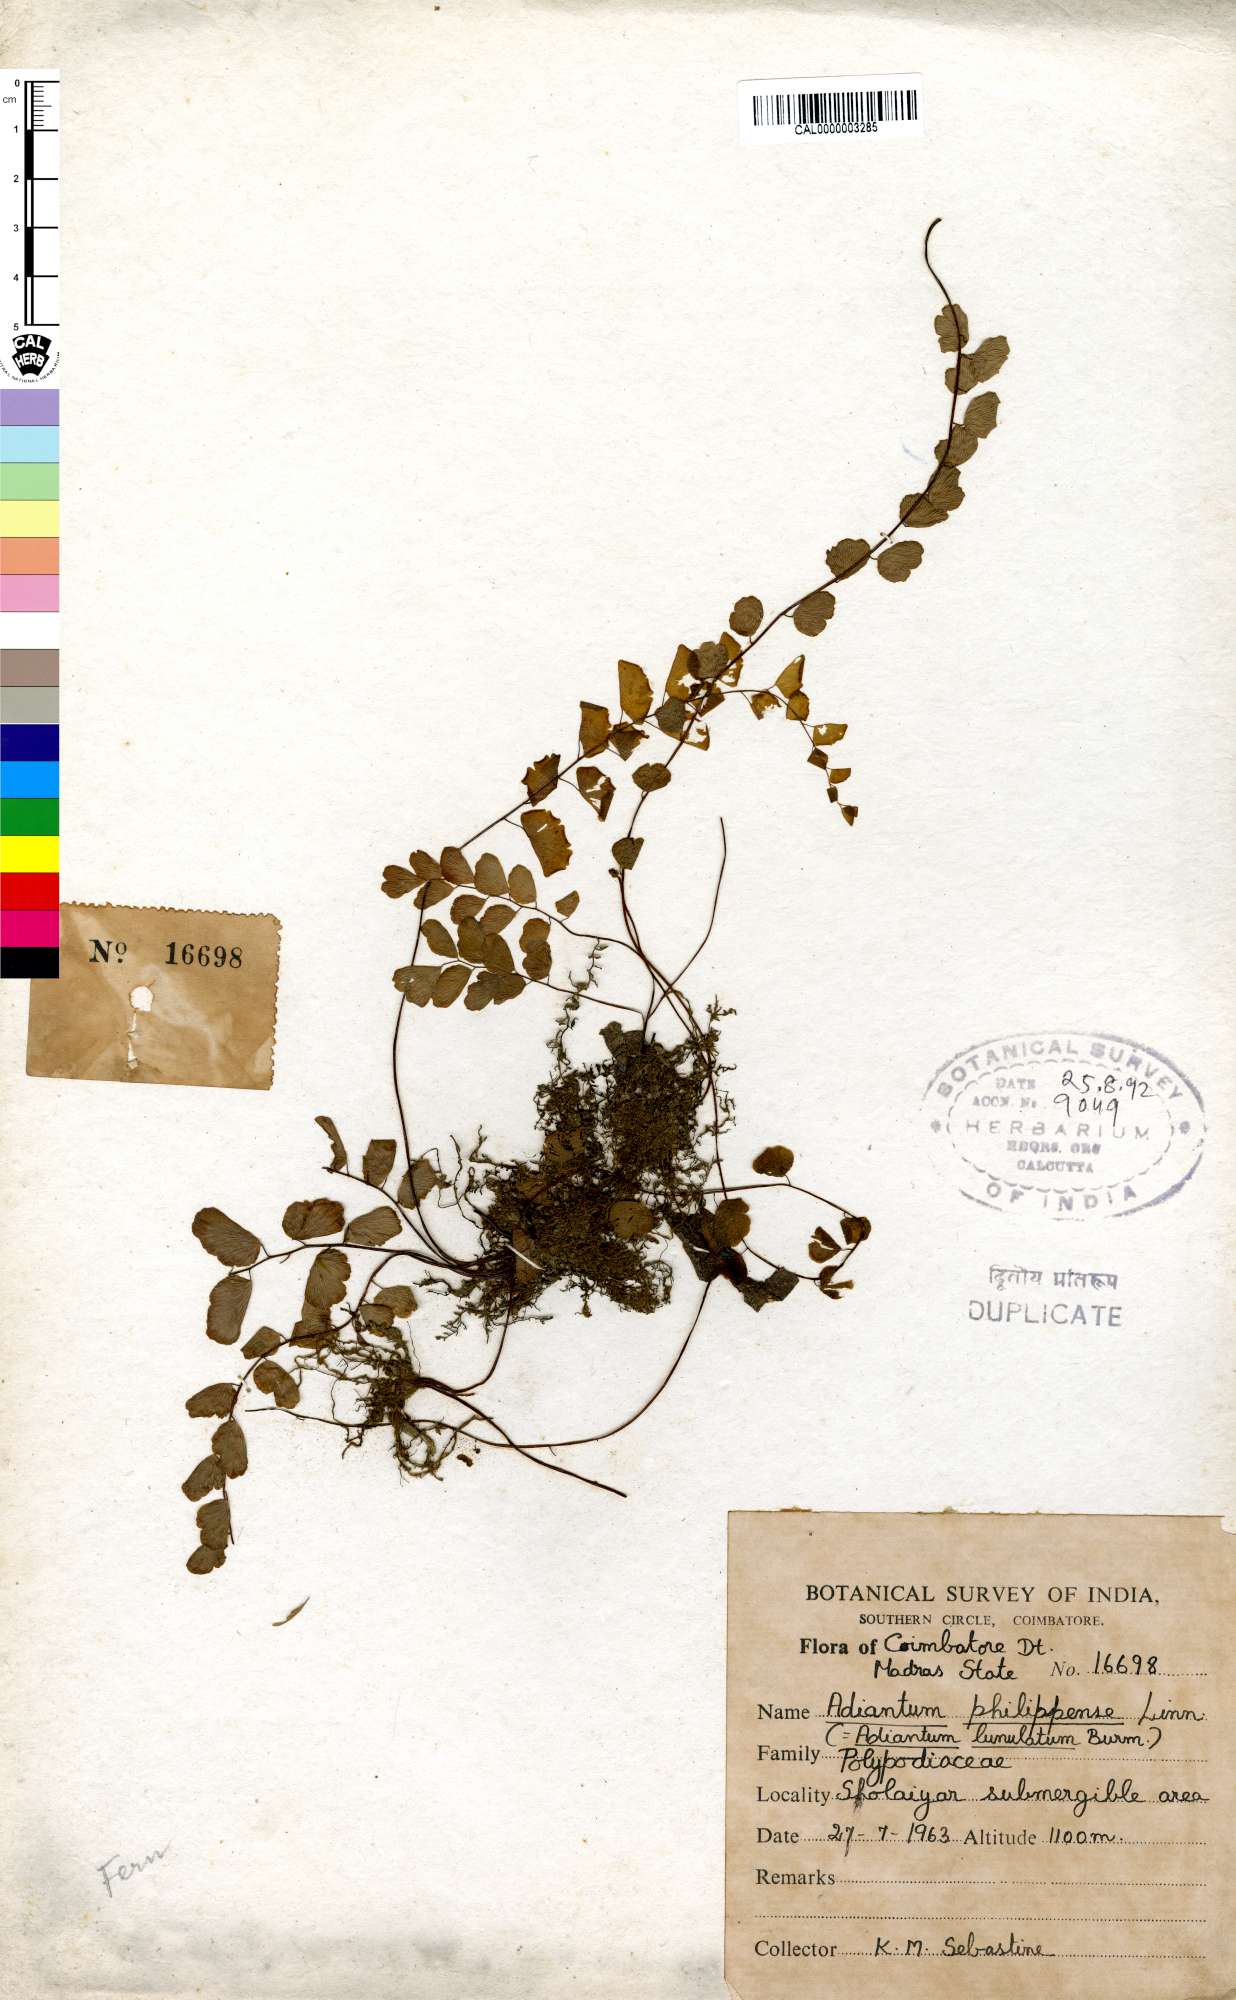 0
cm
1
2
3
4
5
CAL
HERB
CAL0000003285
Nº 16698
BOTANICAL SURVEY
DATE 25.8.92
ACCN. No 9049
HERBARIUM
HEQRS. ORG
CALCUTTA
OF INDIA
द्वितीय प्रतिरूप
DUPLICATE
BOTANICAL SURVEY OF INDIA,
SOUTHERN CIRCLE, COIMBATORE.
Flora of Coimbatore Dt.
Madras State No. 16698
Name Adiantum philippense Linn.
(= Adiantum lunulatum Burm.)
Family Polypodiaceae
Locality Sholaiyar submergible area
Date 27-7-1963 Altitude 1100m.
Remarks
Collector K. M. Sebastine
Fern